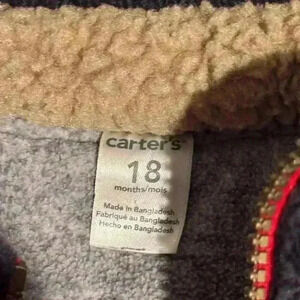 carter's
18
months/mois
Made in Bangladesh
Fabriqué au Bangladesh
Hecho en Bangladesh